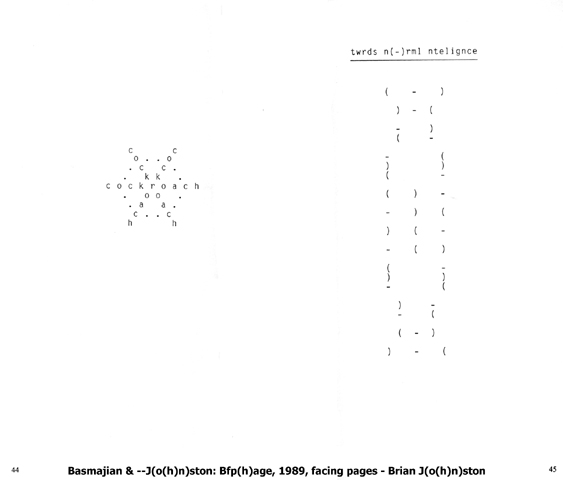 c c
o . . o
. c c .
. k k .
c o c k r o a c h
. o o .
. a a .
c . . c
h h
44
twrds n(-)rml ntelignce
( - )
) - (
- )
( -
- (
) )
( -
( ) -
- ) (
) ( -
- ( )
( -
) )
- (
) -
- (
( - )
) - (
45
Basmajian & --J(o(h)n)ston: Bfp(h)age, 1989, facing pages - Brian J(o(h)n)ston